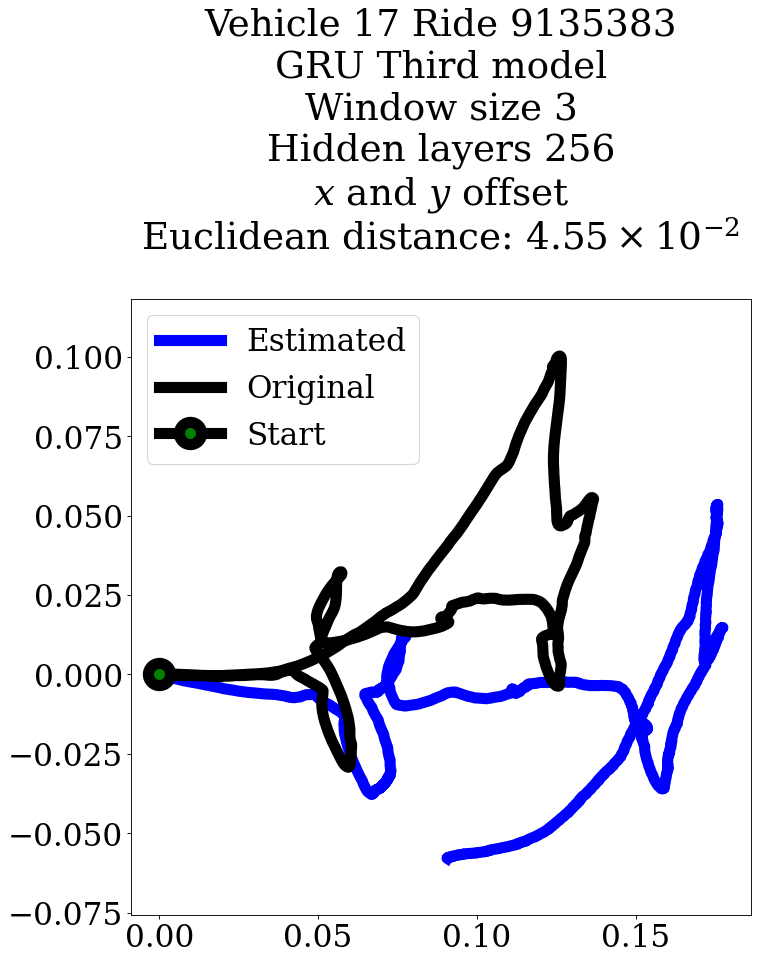 Vehicle 17 Ride 9135383
GRU Third model
Window size 3
Hidden layers 256
x and y offset
Euclidean distance: 4.55 × 10⁻²
Estimated
Original
Start
0.100
0.075
0.050
0.025
0.000
−0.025
−0.050
−0.075
0.00 0.05 0.10 0.15